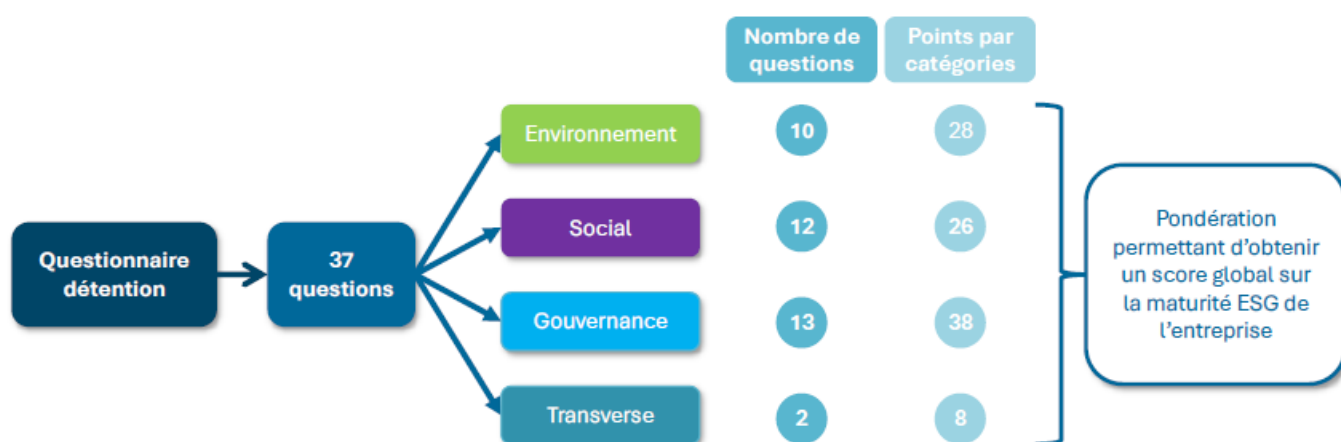 Nombre de
questions
Points par
catégories
Environnement
10
28
Social
12
26
Questionnaire
détention
37
questions
Gouvernance
13
38
Transverse
2
8
Pondération
permettant d’obtenir
un score global sur
la maturité ESG de
l’entreprise